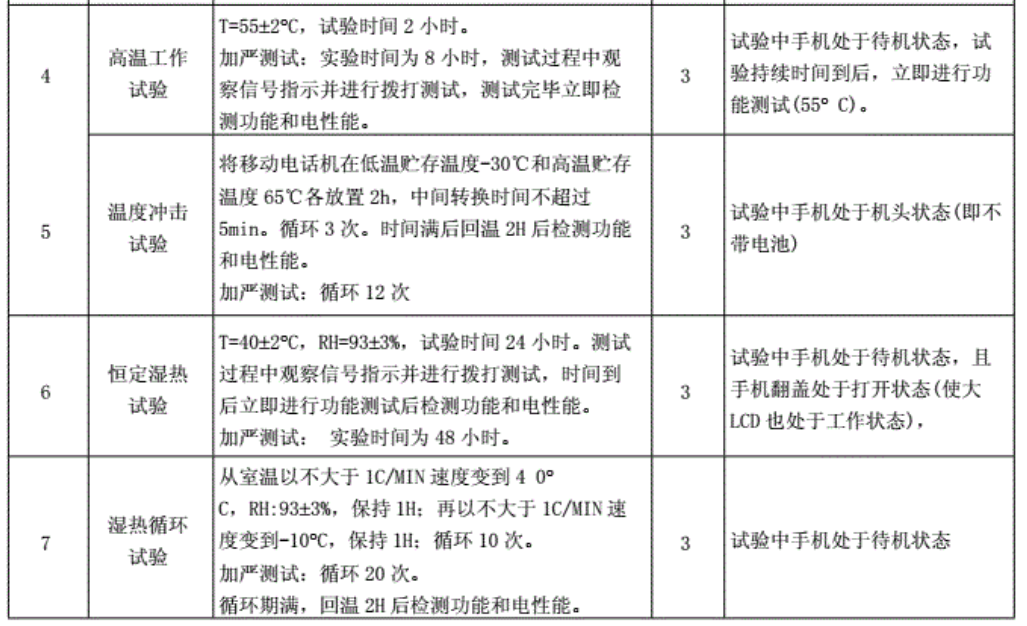 4
高温工作
试验
T=55±2℃，试验时间 2 小时。
加严测试：实验时间为 8 小时，测试过程中观
察信号指示并进行拨打测试，测试完毕立即检
测功能和电性能。
3
试验中手机处于待机状态，试
验持续时间到后，立即进行功
能测试(55° C)。
5
温度冲击
试验
将移动电话机在低温贮存温度-30℃和高温贮存
温度 65℃各放置 2h，中间转换时间不超过
5min。循环 3 次。时间满后回温 2H 后检测功能
和电性能。
加严测试：循环 12 次
3
试验中手机处于机头状态(即不
带电池)
6
恒定湿热
试验
T=40±2℃，RH=93±3%，试验时间 24 小时。测试
过程中观察信号指示并进行拨打测试，时间到
后立即进行功能测试后检测功能和电性能。
加严测试： 实验时间为 48 小时。
3
试验中手机处于待机状态，且
手机翻盖处于打开状态(使大
LCD 也处于工作状态)，
7
湿热循环
试验
从室温以不大于 1C/MIN 速度变到 4 0°
C，RH:93±3%，保持 1H；再以不大于 1C/MIN 速
度变到-10℃，保持 1H；循环 10 次。
加严测试：循环 20 次。
循环期满，回温 2H 后检测功能和电性能。
3
试验中手机处于待机状态